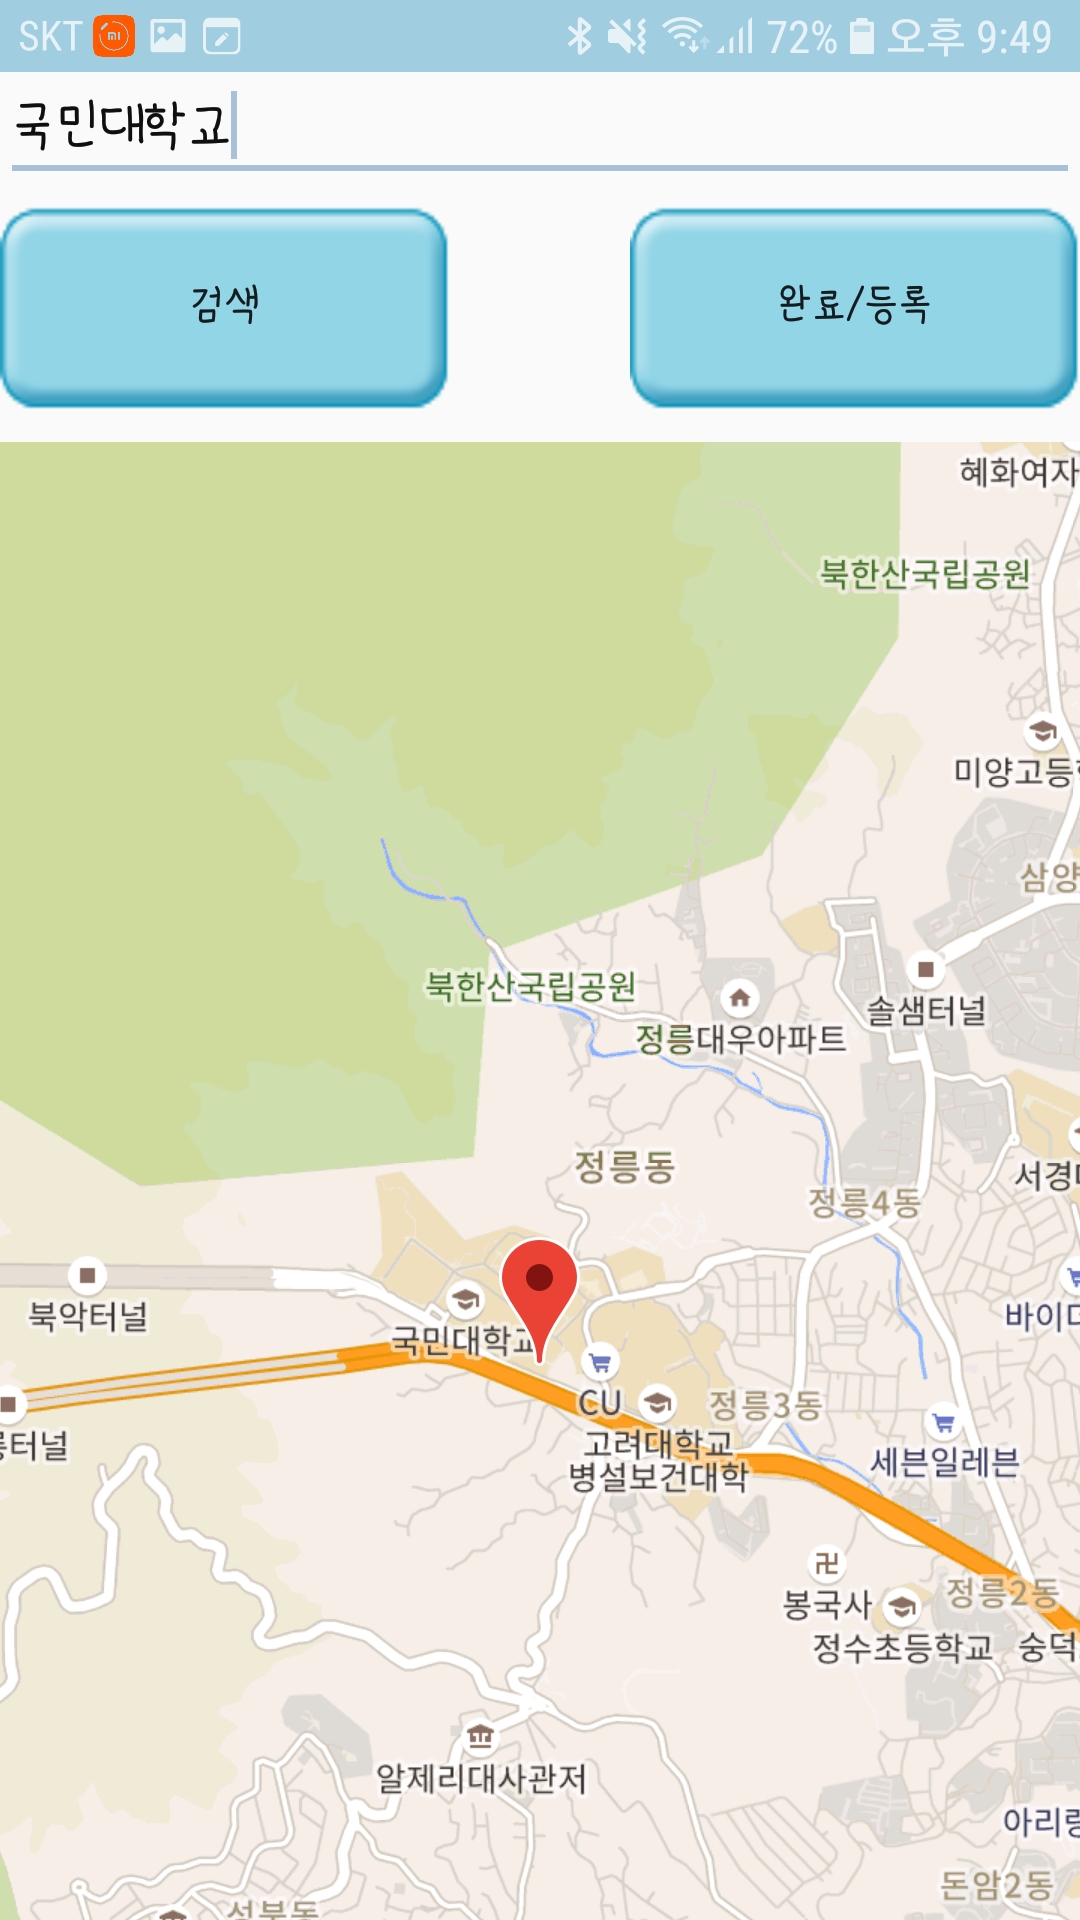 SKT 72% 오후 9:49
국민대학교
검색
완료/등록
혜화여자
북한산국립공원
미양고등
삼양
솔샘터널
북한산국립공원
정릉대우아파트
정릉동
서경
정릉4동
북악터널
바이더
국민대학교
릉터널
CU
정릉3동
고려대학교
병설보건대학
세븐일레븐
봉국사
정릉2동
정수초등학교
숭덕
알제리대사관저
아리랑
돈암2동
성북동